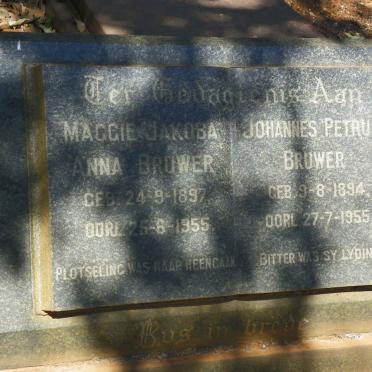 Ter Gedagtenis Aan
MAGGIE JAKOBA
ANNA BRUWER
GEB. 24-9-1897.
OORL. 25-8-1955.
PLOTSELING WAS HAAR HEENGAAN
JOHANNES PETRU
BRUWER
GEB. 9-8-1894.
OORL. 27-7-1955
BITTER WAS SY LYDIN
Rus in vrede